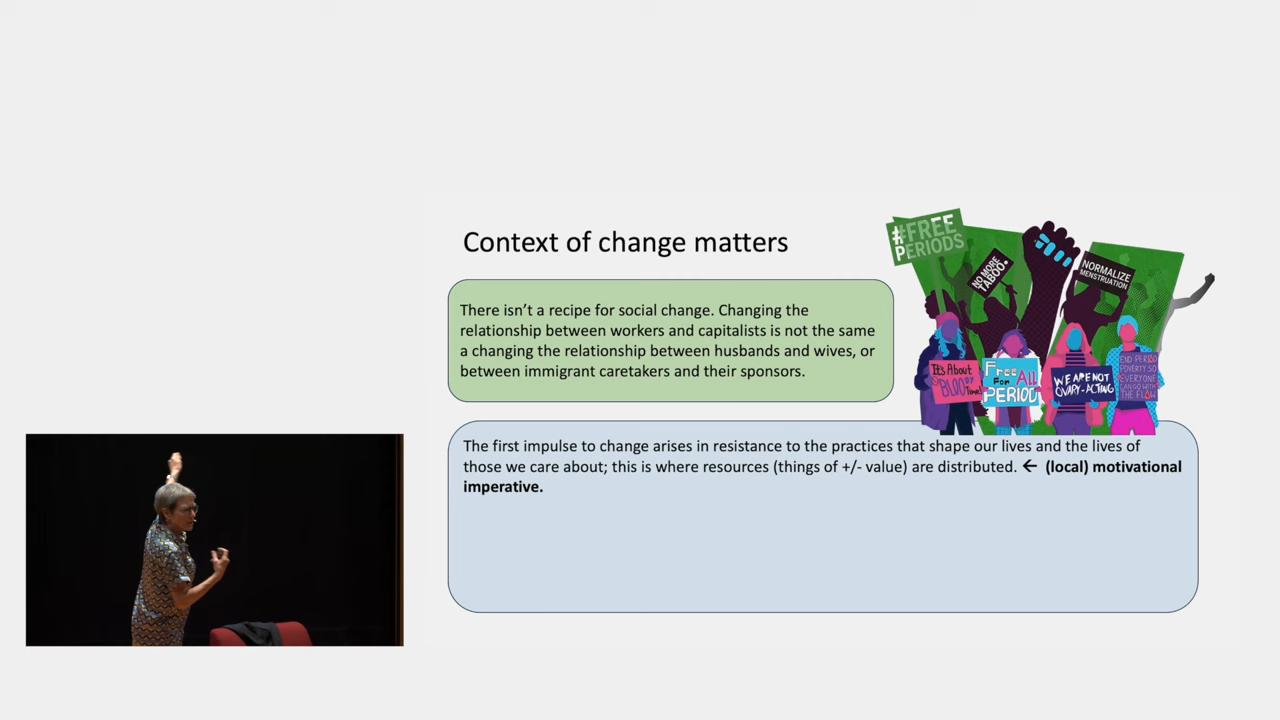 Context of change matters
#FREE
PERIODS
NO MORE
TABOO.
NORMALIZE
MENSTRUATION
There isn't a recipe for social change. Changing the
relationship between workers and capitalists is not the same
a changing the relationship between husbands and wives, or
between immigrant caretakers and their sponsors.
It's About
BLOODY
Time!
Free
For ALL
PERIOD
WE ARE NOT
OVARY-ACTING
END PERIOD
POVERTY SO
EVERYONE
CAN GO WITH
THE FLOW
The first impulse to change arises in resistance to the practices that shape our lives and the lives of
those we care about; this is where resources (things of +/- value) are distributed. ← (local) motivational
imperative.